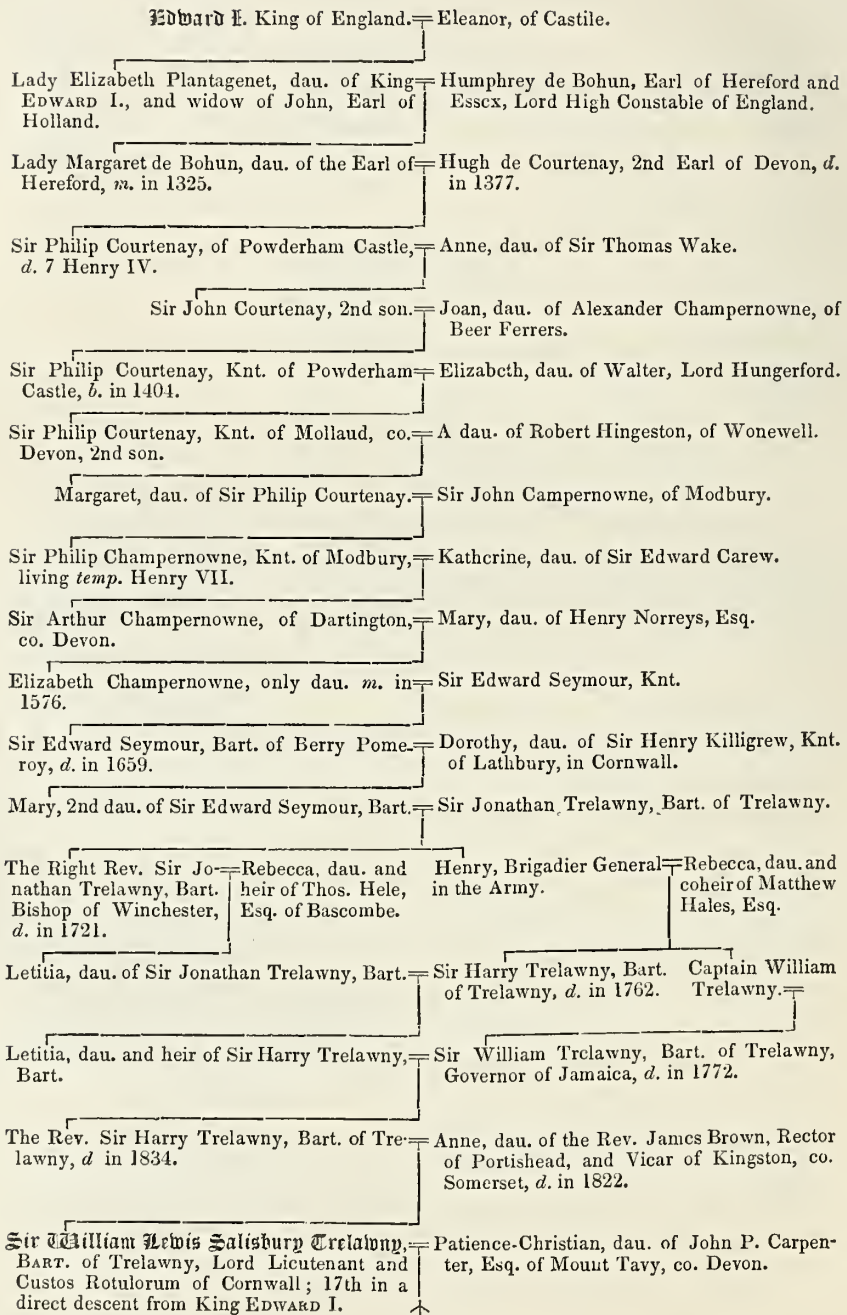 Edward I. King of England. Eleanor, of Castile.
Lady Elizabeth Plantagenet, dau. of King
EDWARD I., and widow of John, Earl of
Holland.
Humphrey de Bohun, Earl of Hereford and
Essex, Lord High Constable of England.
Lady Margaret de Bohun, dau. of the Earl of
Hereford, m. in 1325.
Hugh de Courtenay, 2nd Earl of Devon, d.
in 1377.
Sir Philip Courtenay, of Powderham Castle,
d. 7 Henry IV.
Anne, dau. of Sir Thomas Wake.
Sir John Courtenay, 2nd son.
Joan, dau. of Alexander Champernowne, of
Beer Ferrers.
Sir Philip Courtenay, Knt. of Powderham
Castle, b. in 1404.
Elizabeth, dau. of Walter, Lord Hungerford.
Sir Philip Courtenay, Knt. of Mollaud, co.
Devon, 2nd son.
A dau. of Robert Hingeston, of Wonewell.
Margaret, dau. of Sir Philip Courtenay.
Sir John Campernowne, of Modbury.
Sir Philip Champernowne, Knt. of Modbury,
living temp. Henry VII.
Katherine, dau. of Sir Edward Carew.
Sir Arthur Champernowne, of Dartington,
co. Devon.
Mary, dau. of Henry Norreys, Esq.
Elizabeth Champernowne, only dau. m. in
1576.
Sir Edward Seymour, Knt.
Sir Edward Seymour, Bart. of Berry Pome-
roy, d. in 1659.
Dorothy, dau. of Sir Henry Killigrew, Knt.
of Lathbury, in Cornwall.
Mary, 2nd dau. of Sir Edward Seymour, Bart.
Sir Jonathan Trelawny, Bart. of Trelawny.
The Right Rev. Sir Jo-
nathan Trelawny, Bart.
Bishop of Winchester,
d. in 1721.
Rebecca, dau. and
heir of Thos. Hele,
Esq. of Bascombe.
Henry, Brigadier General
in the Army.
Rebecca, dau. and
coheir of Matthew
Hales, Esq.
Letitia, dau. of Sir Jonathan Trelawny, Bart.
Sir Harry Trelawny, Bart.
of Trelawny, d. in 1762.
Captain William
Trelawny.
Letitia, dau. and heir of Sir Harry Trelawny,
Bart.
Sir William Trelawny, Bart. of Trelawny,
Governor of Jamaica, d. in 1772.
The Rev. Sir Harry Trelawny, Bart. of Tre-
lawny, d in 1834.
Anne, dau. of the Rev. James Brown, Rector
of Portishead, and Vicar of Kingston, co.
Somerset, d. in 1822.
Sir William Lewis Salisbury Trelawny,
BART. of Trelawny, Lord Lieutenant and
Custos Rotulorum of Cornwall; 17th in a
direct descent from King EDWARD I.
Patience-Christian, dau. of John P. Carpen-
ter, Esq. of Mount Tavy, co. Devon.